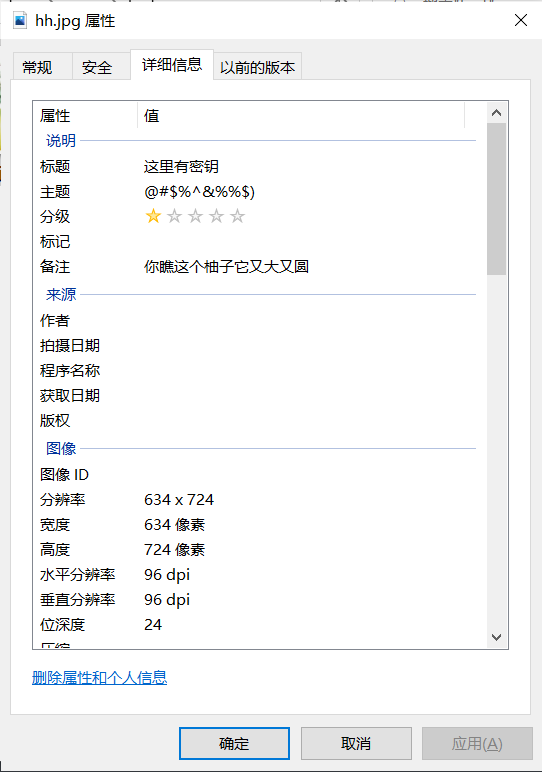 hh.jpg 属性
常规 安全 详细信息 以前的版本
属性 值
说明
标题 这里有密钥
主题 @#$%^&%%$)
分级
标记
备注 你瞧这个柚子它又大又圆
来源
作者
拍摄日期
程序名称
获取日期
版权
图像
图像 ID
分辨率 634 x 724
宽度 634 像素
高度 724 像素
水平分辨率 96 dpi
垂直分辨率 96 dpi
位深度 24
删除属性和个人信息
确定 取消 应用(A)